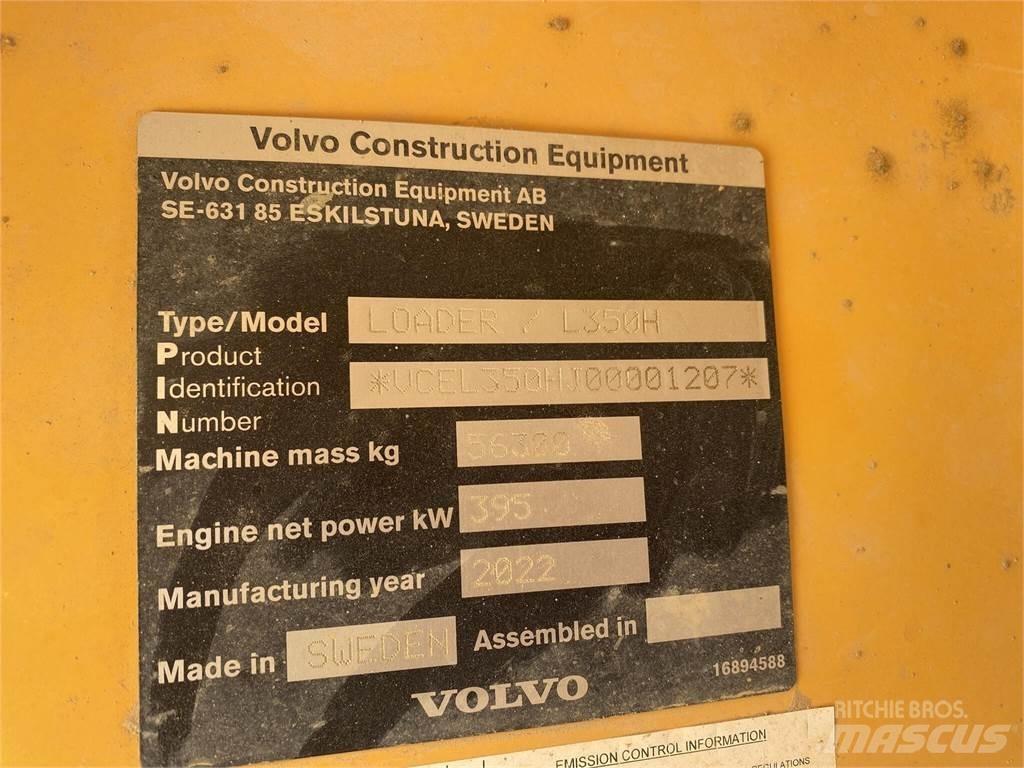 Volvo Construction Equipment
Volvo Construction Equipment AB
SE-631 85 ESKILSTUNA, SWEDEN
Type/Model LOADER / L350H
Product
Identification *VCEL350HJ00001207*
Number
Machine mass kg 56300
Engine net power kW 395
Manufacturing year 2022
Made in SWEDEN Assembled in
16894588
VOLVO
EMISSION CONTROL INFORMATION
REGULATIONS
RITCHIE BROS.
MASCUS